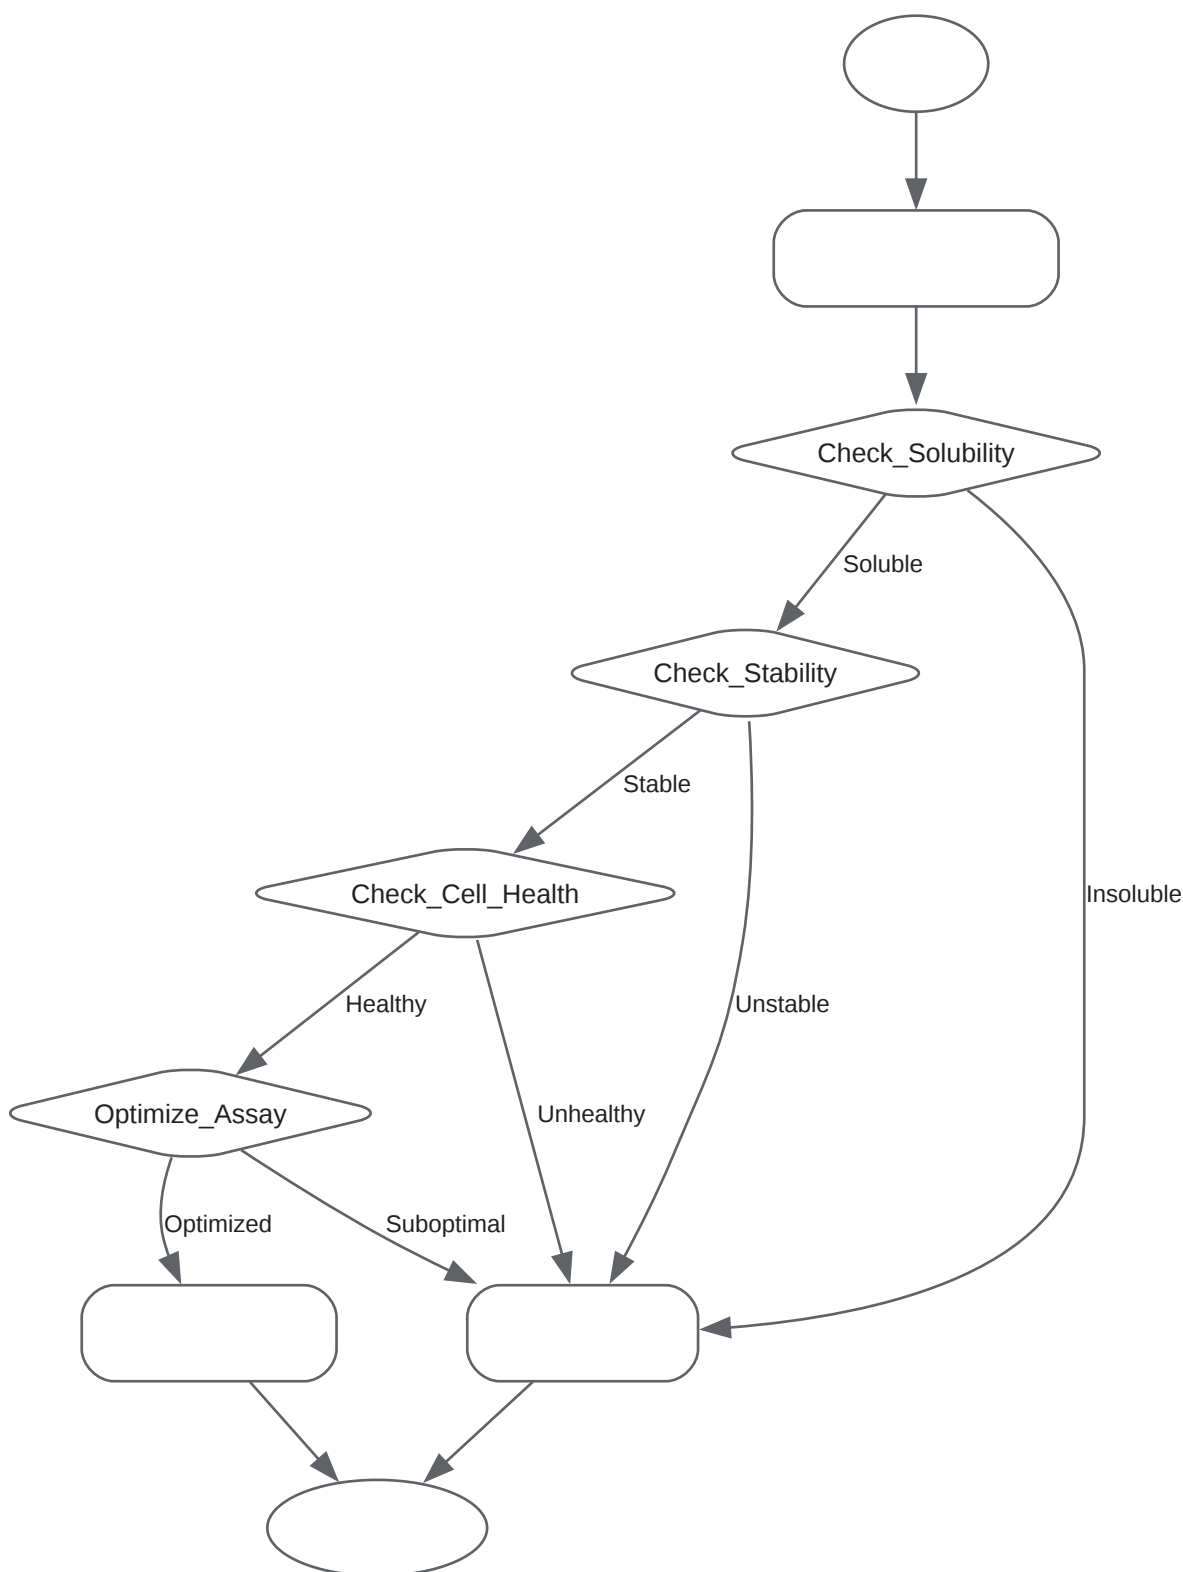 Check_Solubility
Soluble
Check_Stability
Stable
Check_Cell_Health
Insoluble
Healthy
Unstable
Optimize_Assay
Unhealthy
Optimized
Suboptimal